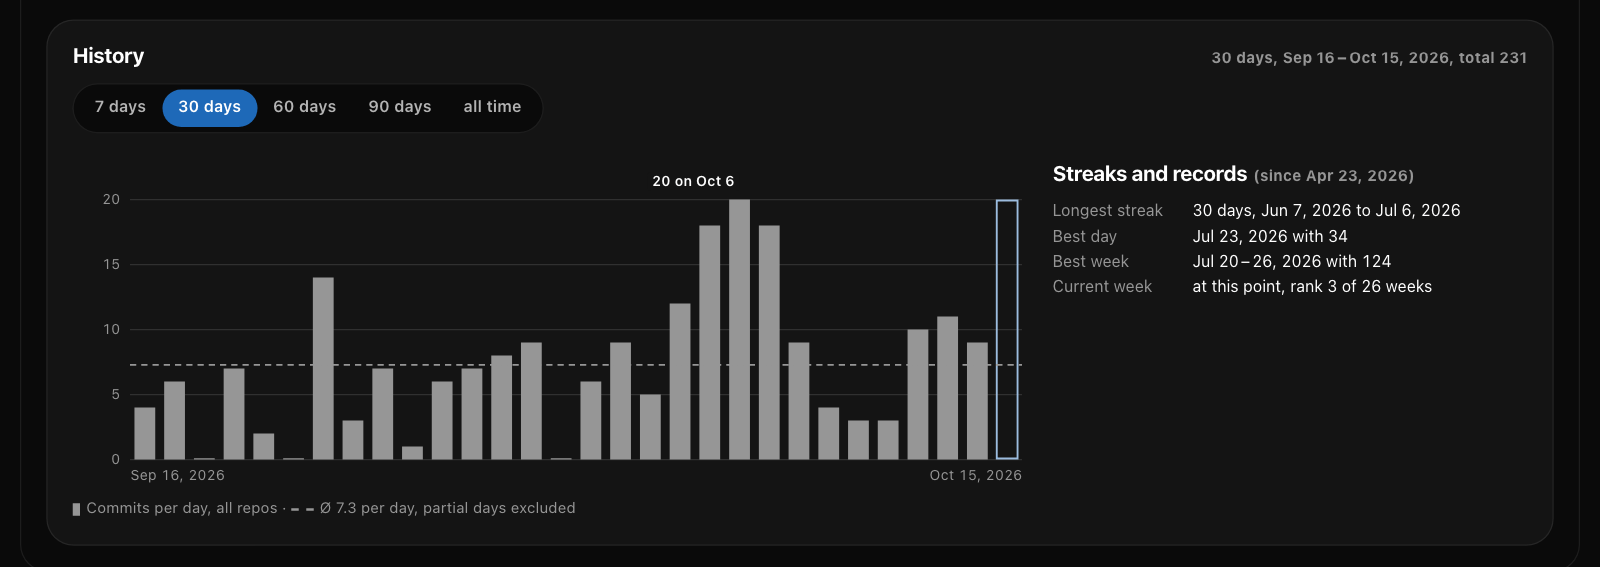 History
30 days, Sep 16 – Oct 15, 2026, total 231
7 days 30 days 60 days 90 days all time
20 on Oct 6
20
15
10
5
0
Sep 16, 2026 Oct 15, 2026
Commits per day, all repos · Ø 7.3 per day, partial days excluded
Streaks and records (since Apr 23, 2026)
Longest streak 30 days, Jun 7, 2026 to Jul 6, 2026
Best day Jul 23, 2026 with 34
Best week Jul 20 – 26, 2026 with 124
Current week at this point, rank 3 of 26 weeks